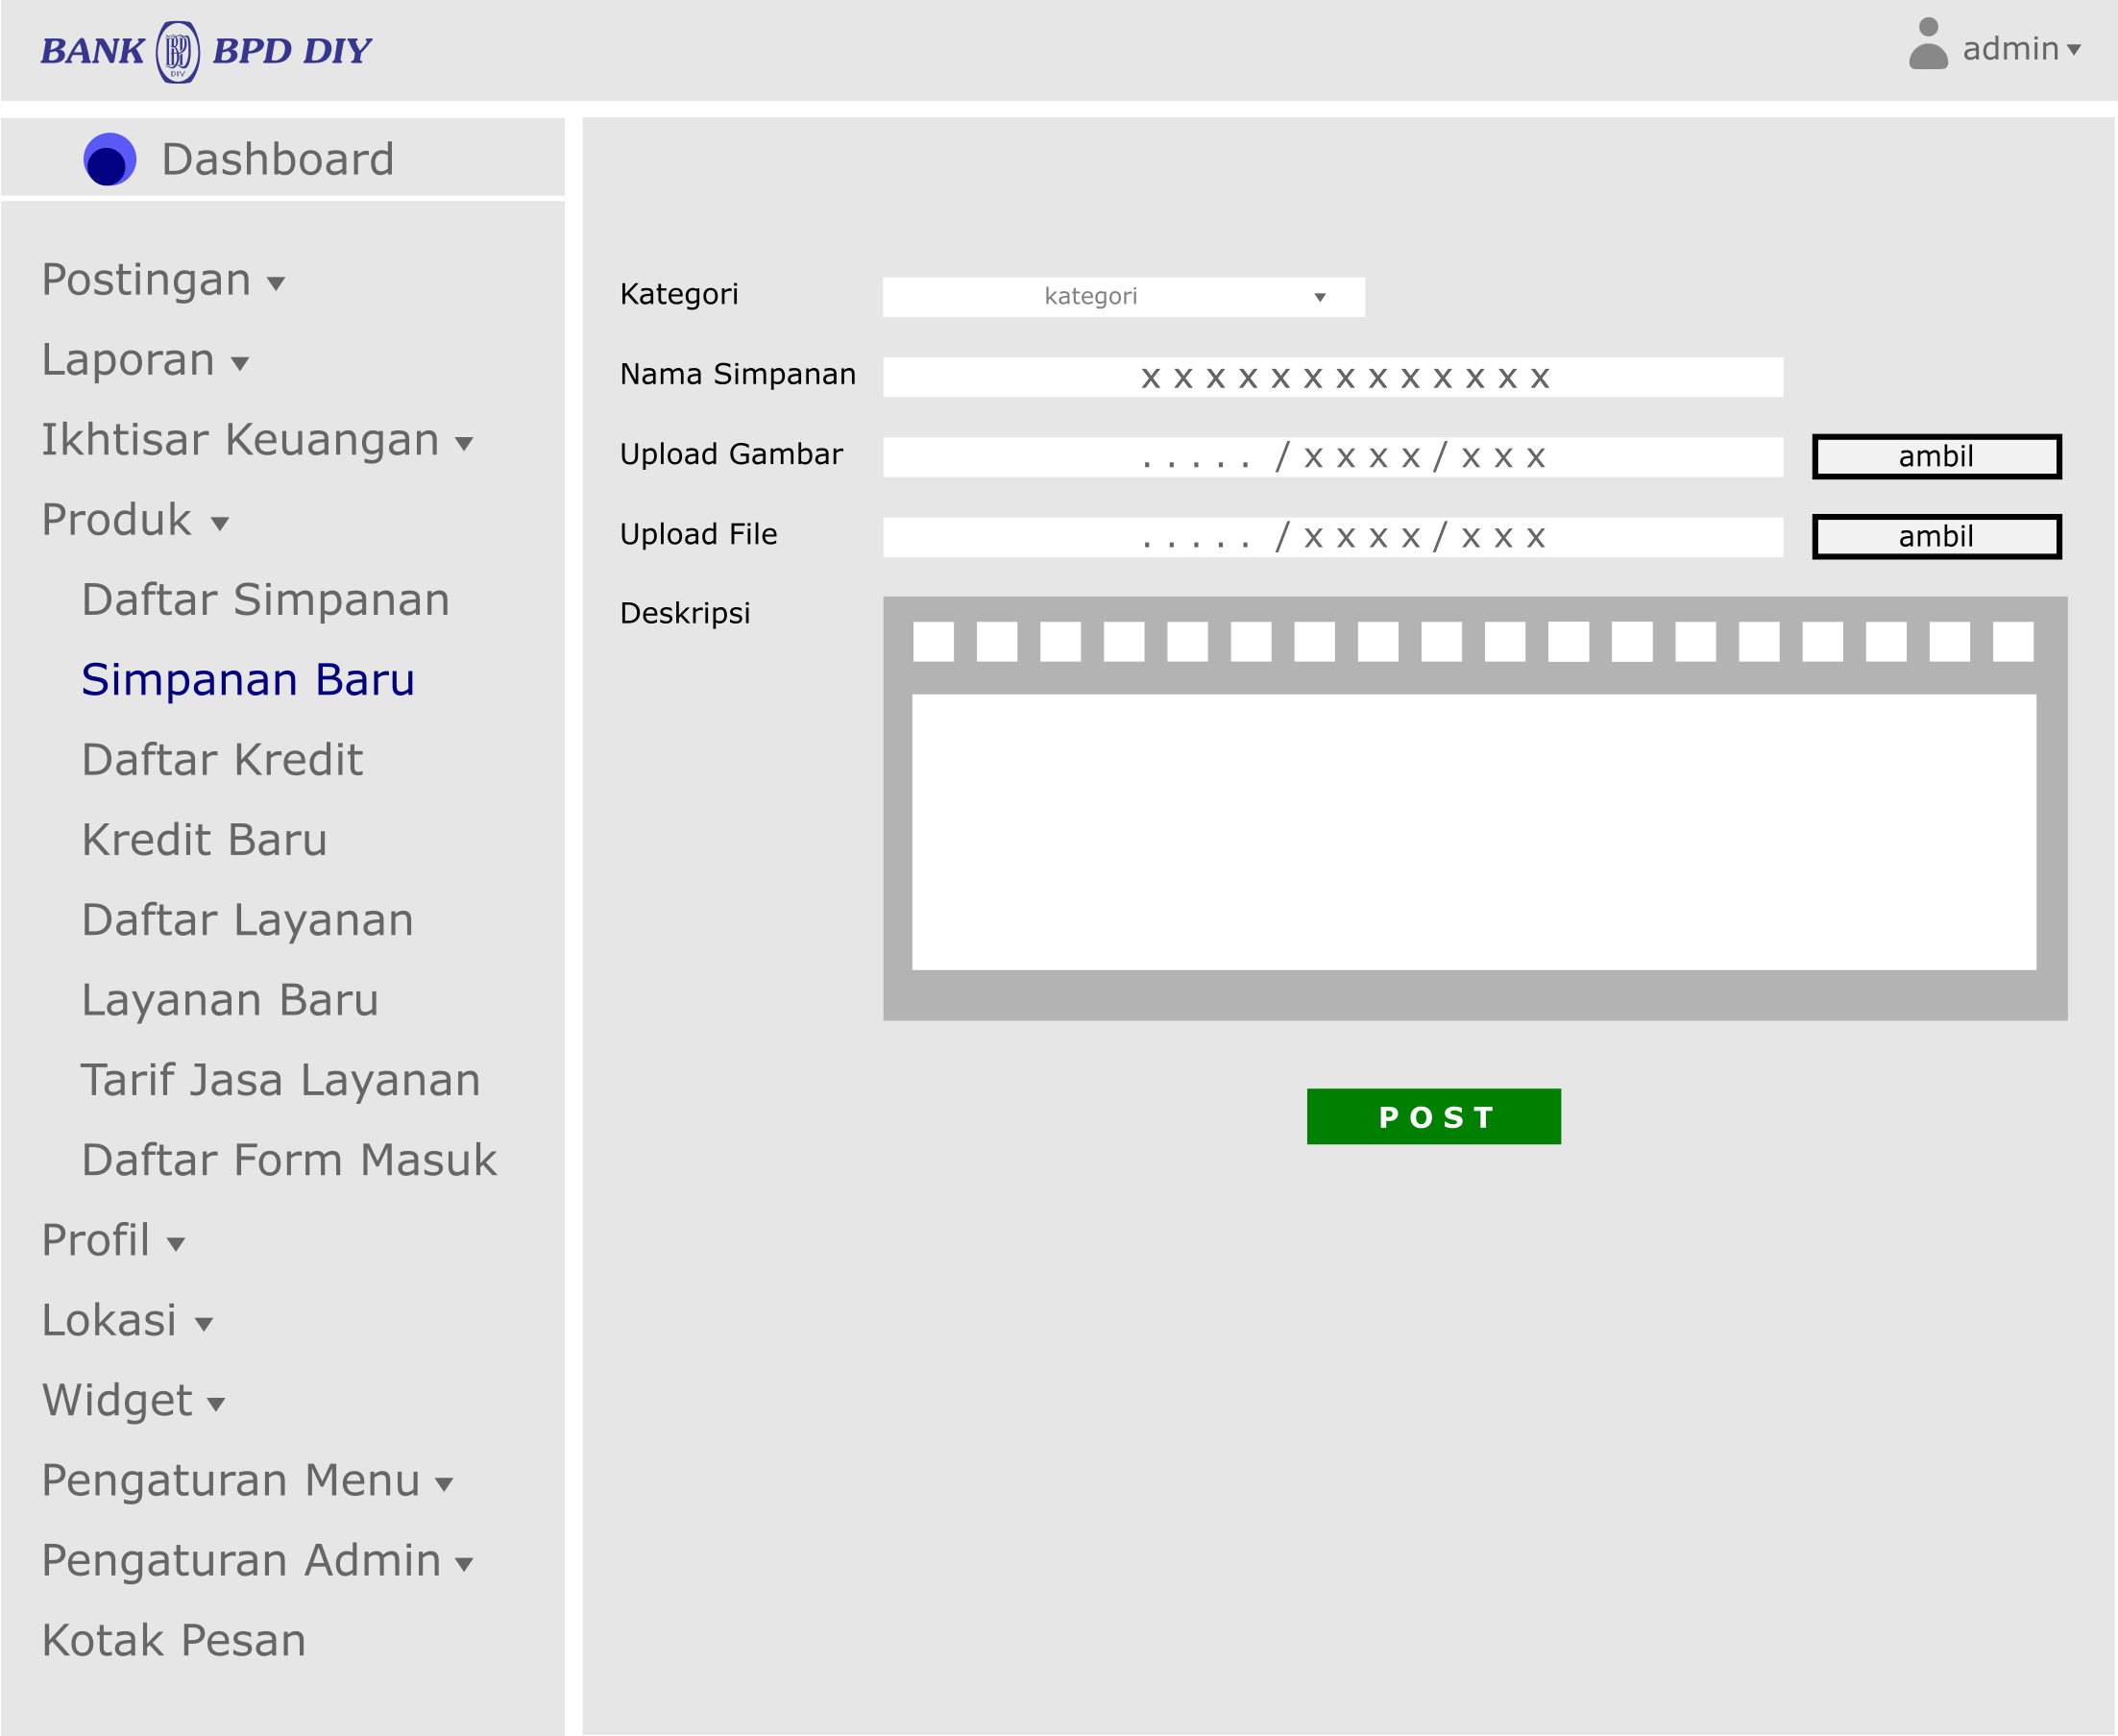 BANK BPD DIY
admin
Dashboard
Postingan
Laporan
Ikhtisar Keuangan
Produk
Daftar Simpanan
Simpanan Baru
Daftar Kredit
Kredit Baru
Daftar Layanan
Layanan Baru
Tarif Jasa Layanan
Daftar Form Masuk
Profil
Lokasi
Widget
Pengaturan Menu
Pengaturan Admin
Kotak Pesan
Kategori kategori
Nama Simpanan x x x x x x x x x x x x x
Upload Gambar . . . . . / x x x x / x x x ambil
Upload File . . . . . / x x x x / x x x ambil
Deskripsi
POST